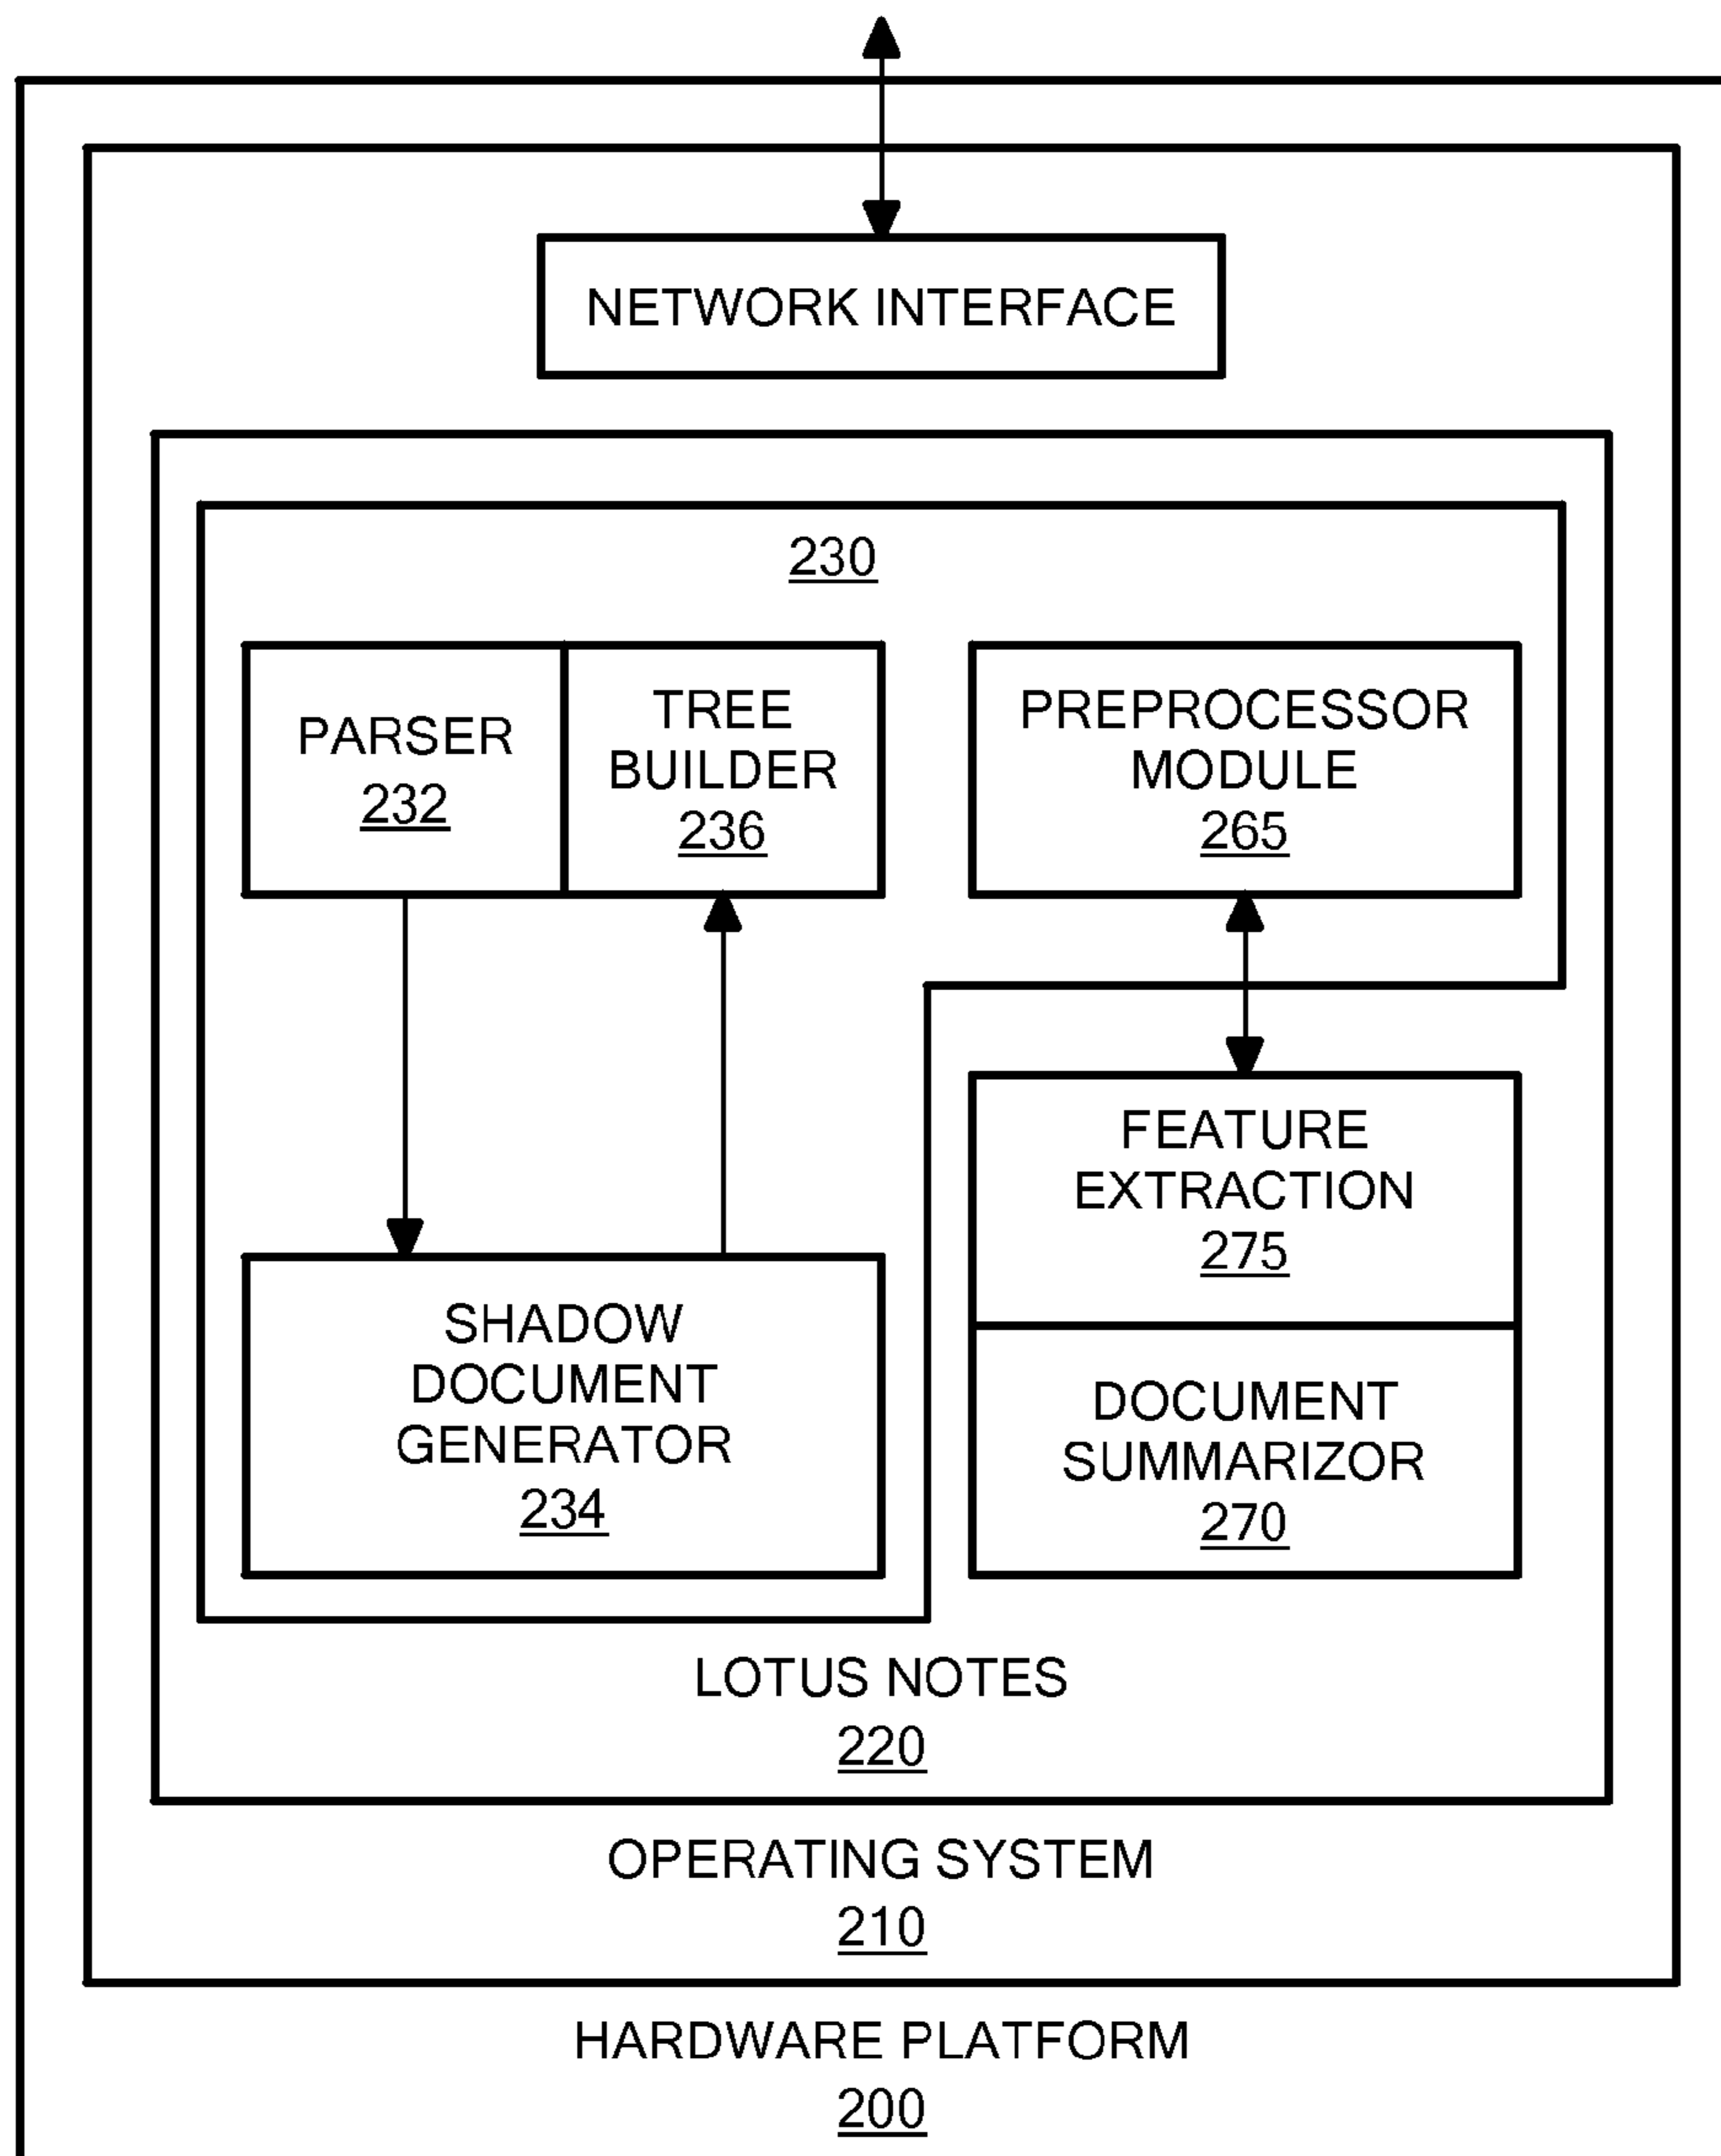 NETWORK INTERFACE
230
PARSER
232
TREE
BUILDER
236
PREPROCESSOR
MODULE
265
FEATURE
EXTRACTION
275
SHADOW
DOCUMENT
GENERATOR
234
DOCUMENT
SUMMARIZOR
270
LOTUS NOTES
220
OPERATING SYSTEM
210
HARDWARE PLATFORM
200